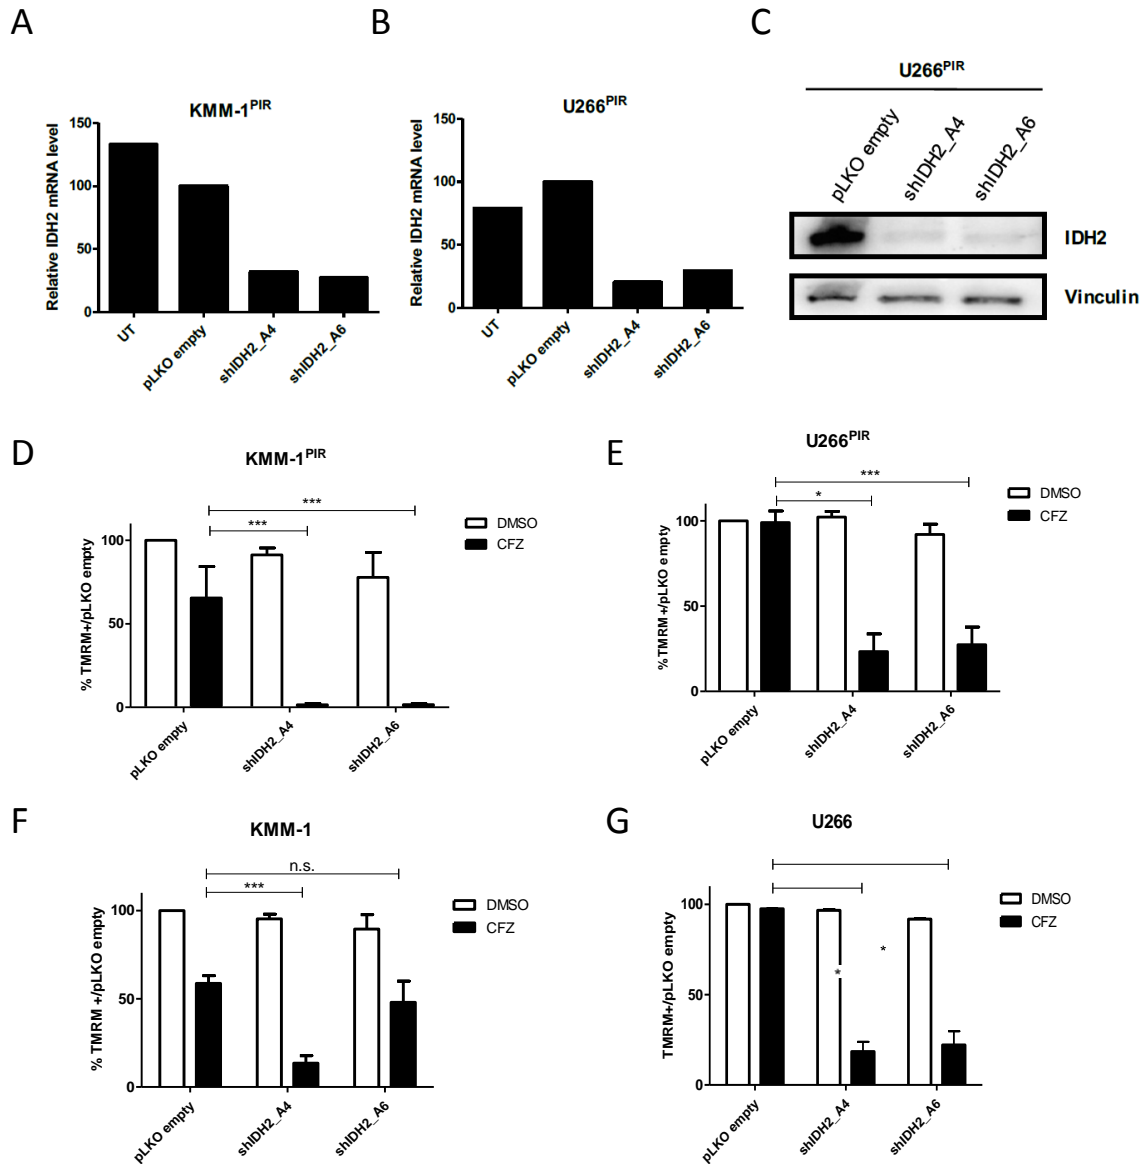 A
B
C
KMM-1PIR
Relative IDH2 mRNA level
150
100
50
0
UT
pLKO empty
shIDH2_A4
shIDH2_A6
U266PIR
Relative IDH2 mRNA level
150
100
50
0
UT
pLKO empty
shIDH2_A4
shIDH2_A6
U266PIR
pLKO empty
shIDH2_A4
shIDH2_A6
IDH2
Vinculin
D
KMM-1PIR
***
***
DMSO
CFZ
% TMRM+/pLKO empty
100
50
0
pLKO empty
shIDH2_A4
shIDH2_A6
E
U266PIR
***
*
DMSO
CFZ
%TMRM+/pLKO empty
100
50
0
pLKO empty
shIDH2_A4
shIDH2_A6
F
KMM-1
n.s.
***
DMSO
CFZ
% TMRM +/pLKO empty
100
50
0
pLKO empty
shIDH2_A4
shIDH2_A6
G
U266
DMSO
CFZ
TMRM+/pLKO empty
100
50
0
*
*
pLKO empty
shIDH2_A4
shIDH2_A6